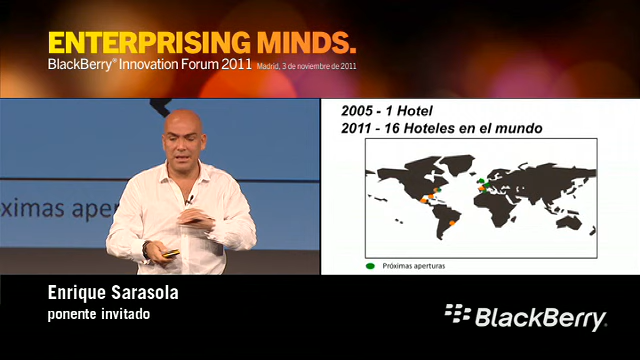 ENTERPRISING MINDS.
BlackBerry® Innovation Forum 2011 Madrid, 3 de noviembre de 2011
2005 - 1 Hotel
2011 - 16 Hoteles en el mundo
óximas aper
Próximas aperturas
Enrique Sarasola
ponente invitado
BlackBerry®